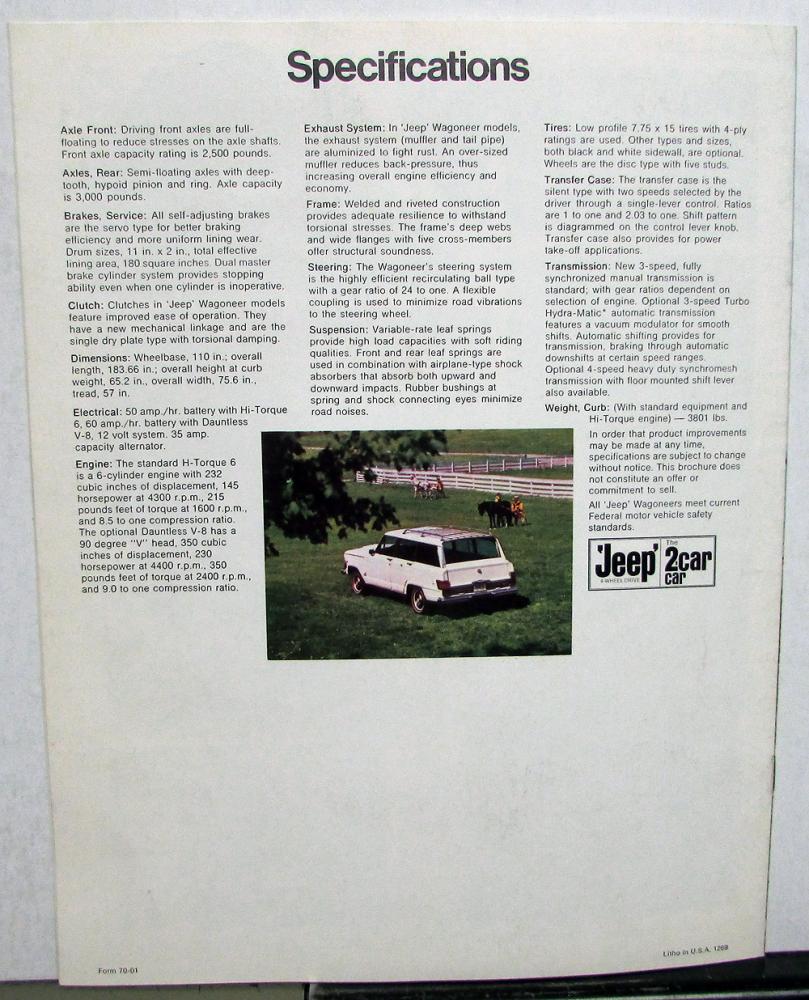 Specifications
Axle Front: Driving front axles are full-
floating to reduce stresses on the axle shafts.
Front axle capacity rating is 2,500 pounds.
Axles, Rear: Semi-floating axles with deep-
tooth, hypoid pinion and ring. Axle capacity
is 3,000 pounds.
Brakes, Service: All self-adjusting brakes
are the servo type for better braking
efficiency and more uniform lining wear.
Drum sizes, 11 in. x 2 in., total effective
lining area, 180 square inches. Dual master
brake cylinder system provides stopping
ability even when one cylinder is inoperative.
Clutch: Clutches in 'Jeep' Wagoneer models
feature improved ease of operation. They
have a new mechanical linkage and are the
single dry plate type with torsional damping.
Dimensions: Wheelbase, 110 in.; overall
length, 183.66 in.; overall height at curb
weight, 65.2 in., overall width, 75.6 in.,
tread, 57 in.
Electrical: 50 amp./hr. battery with Hi-Torque
6, 60 amp./hr. battery with Dauntless
V-8, 12 volt system. 35 amp.
capacity alternator.
Engine: The standard H-Torque 6
is a 6-cylinder engine with 232
cubic inches of displacement, 145
horsepower at 4300 r.p.m., 215
pounds feet of torque at 1600 r.p.m.,
and 8.5 to one compression ratio.
The optional Dauntless V-8 has a
90 degree "V" head, 350 cubic
inches of displacement, 230
horsepower at 4400 r.p.m., 350
pounds feet of torque at 2400 r.p.m.,
and 9.0 to one compression ratio.
Exhaust System: In 'Jeep' Wagoneer models,
the exhaust system (muffler and tail pipe)
are aluminized to fight rust. An over-sized
muffler reduces back-pressure, thus
increasing overall engine efficiency and
economy.
Frame: Welded and riveted construction
provides adequate resilience to withstand
torsional stresses. The frame's deep webs
and wide flanges with five cross-members
offer structural soundness.
Steering: The Wagoneer's steering system
is the highly efficient recirculating ball type
with a gear ratio of 24 to one. A flexible
coupling is used to minimize road vibrations
to the steering wheel.
Suspension: Variable-rate leaf springs
provide high load capacities with soft riding
qualities. Front and rear leaf springs are
used in combination with airplane-type shock
absorbers that absorb both upward and
downward impacts. Rubber bushings at
spring and shock connecting eyes minimize
road noises.
Tires: Low profile 7.75 x 15 tires with 4-ply
ratings are used. Other types and sizes,
both black and white sidewall, are optional.
Wheels are the disc type with five studs.
Transfer Case: The transfer case is the
silent type with two speeds selected by the
driver through a single-lever control. Ratios
are 1 to one and 2.03 to one. Shift pattern
is diagrammed on the control lever knob.
Transfer case also provides for power
take-off applications.
Transmission: New 3-speed, fully
synchronized manual transmission is
standard; with gear ratios dependent on
selection of engine. Optional 3-speed Turbo
Hydra-Matic* automatic transmission
features a vacuum modulator for smooth
shifts. Automatic shifting provides for
transmission, braking through automatic
downshifts at certain speed ranges.
Optional 4-speed heavy duty synchromesh
transmission with floor mounted shift lever
also available.
Weight, Curb: (With standard equipment and
Hi-Torque engine) — 3801 lbs.
In order that product improvements
may be made at any time,
specifications are subject to change
without notice. This brochure does
not constitute an offer or
commitment to sell.
All 'Jeep' Wagoneers meet current
Federal motor vehicle safety
standards.
'Jeep'
4-WHEEL DRIVE
The
2car
car
Form 70-01
Litho in U.S.A. 1269